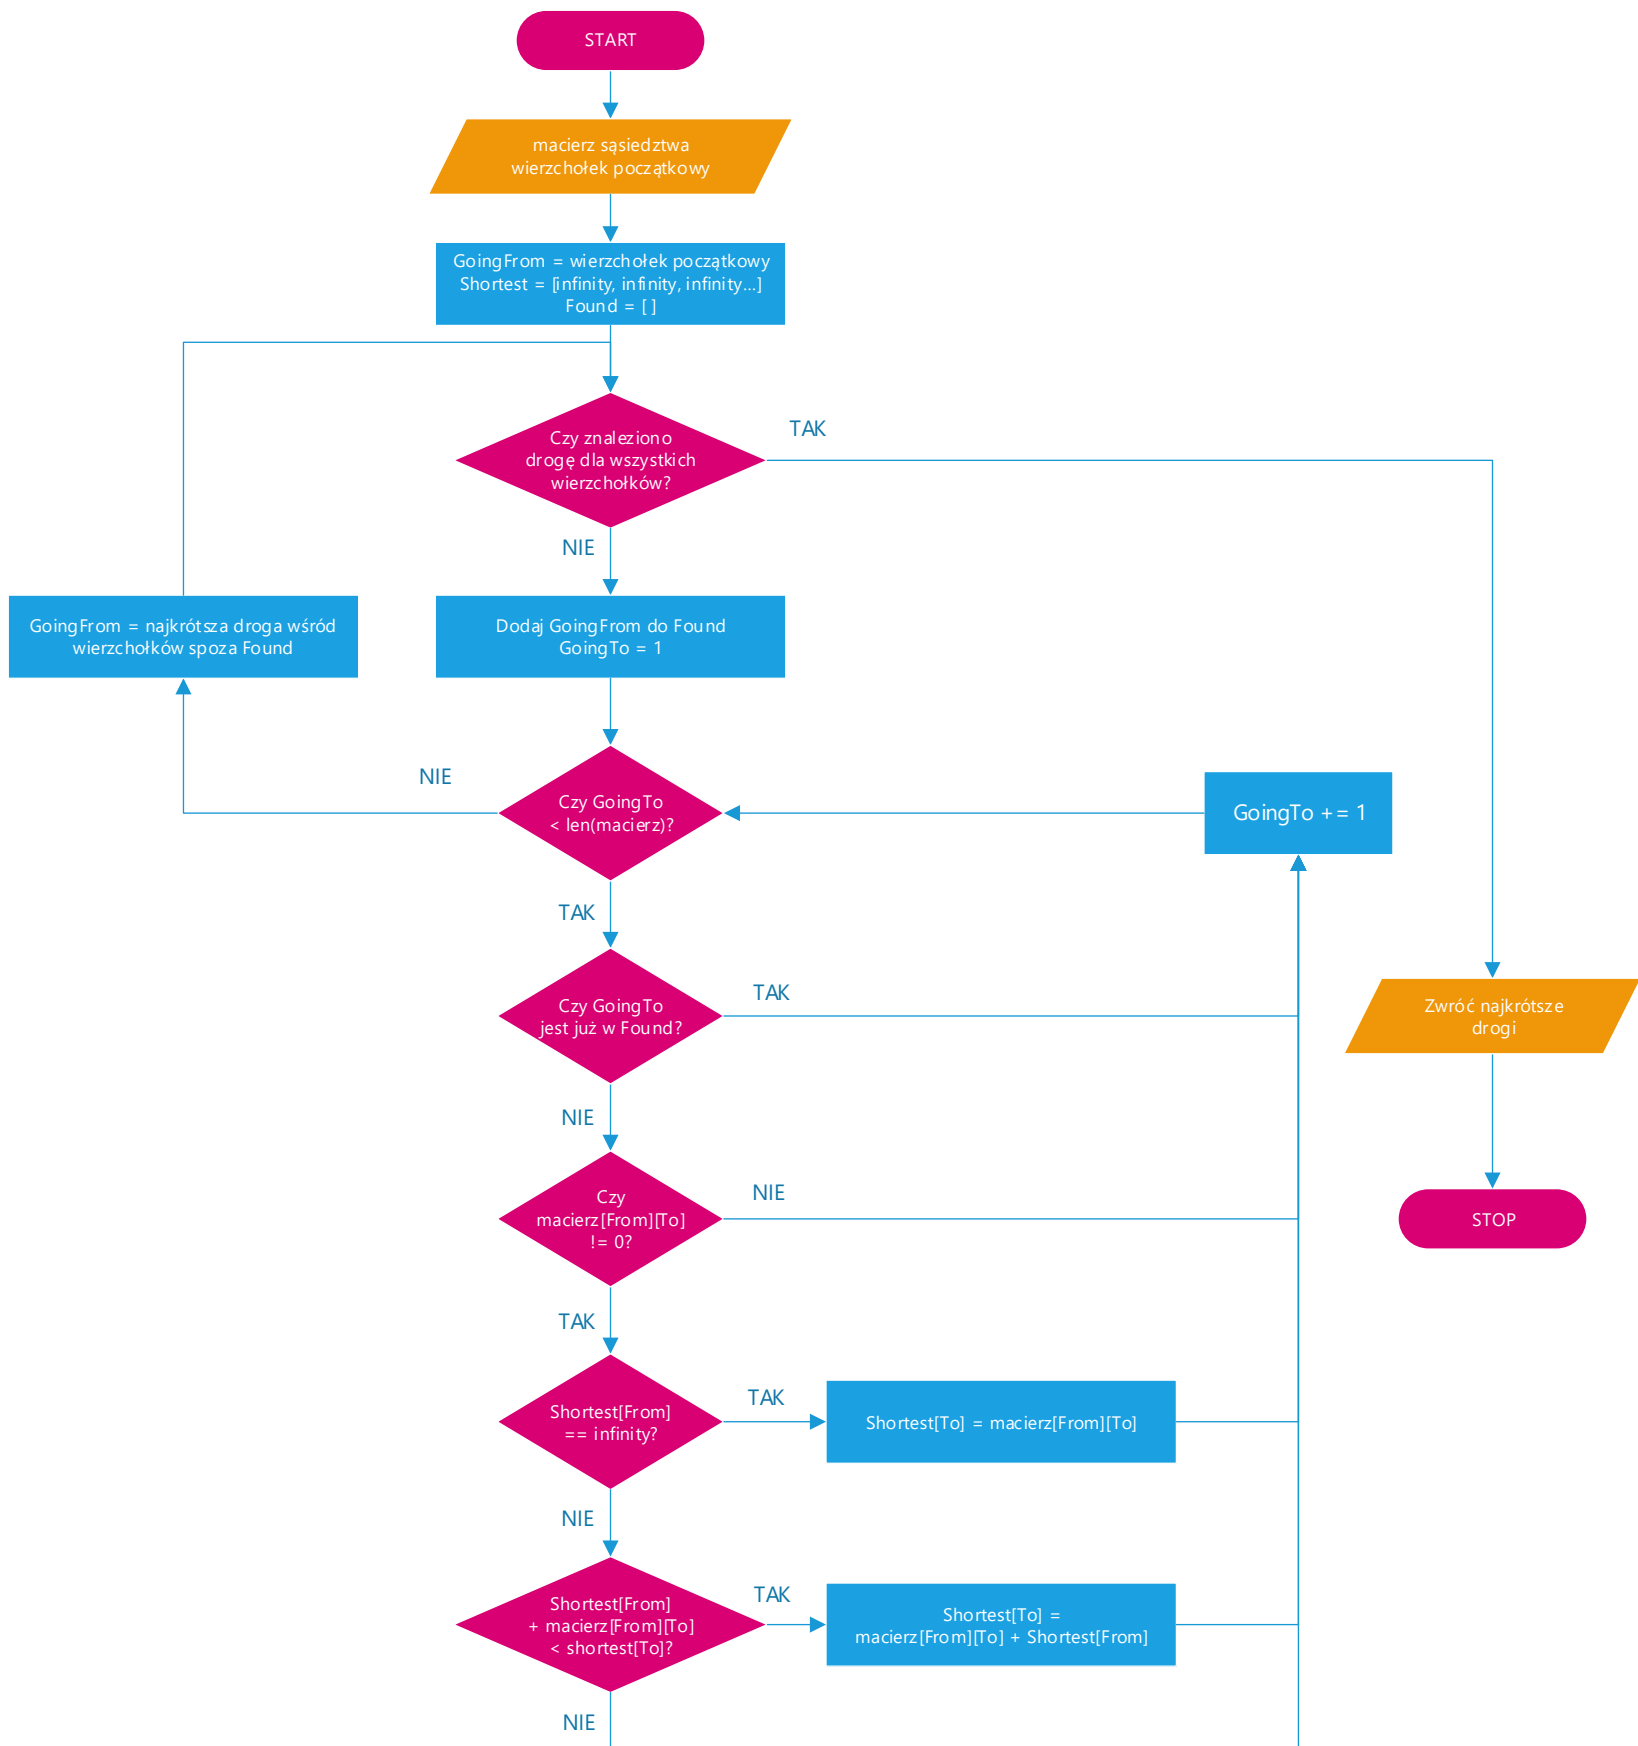 START
macierz sąsiedztwa
wierzchołek początkowy
GoingFrom = wierzchołek początkowy
Shortest = [infinity, infinity, infinity...]
Found = [ ]
Czy znaleziono
drogę dla wszystkich
wierzchołków?
TAK
NIE
GoingFrom = najkrótsza droga wśród
wierzchołków spoza Found
Dodaj GoingFrom do Found
GoingTo = 1
NIE
Czy GoingTo
< len(macierz)?
GoingTo += 1
TAK
Czy GoingTo
jest już w Found?
TAK
Zwróć najkrótsze
drogi
NIE
Czy
macierz[From][To]
!= 0?
NIE
STOP
TAK
Shortest[From]
== infinity?
TAK
Shortest[To] = macierz[From][To]
NIE
Shortest[From]
+ macierz[From][To]
< shortest[To]?
TAK
Shortest[To] =
macierz[From][To] + Shortest[From]
NIE